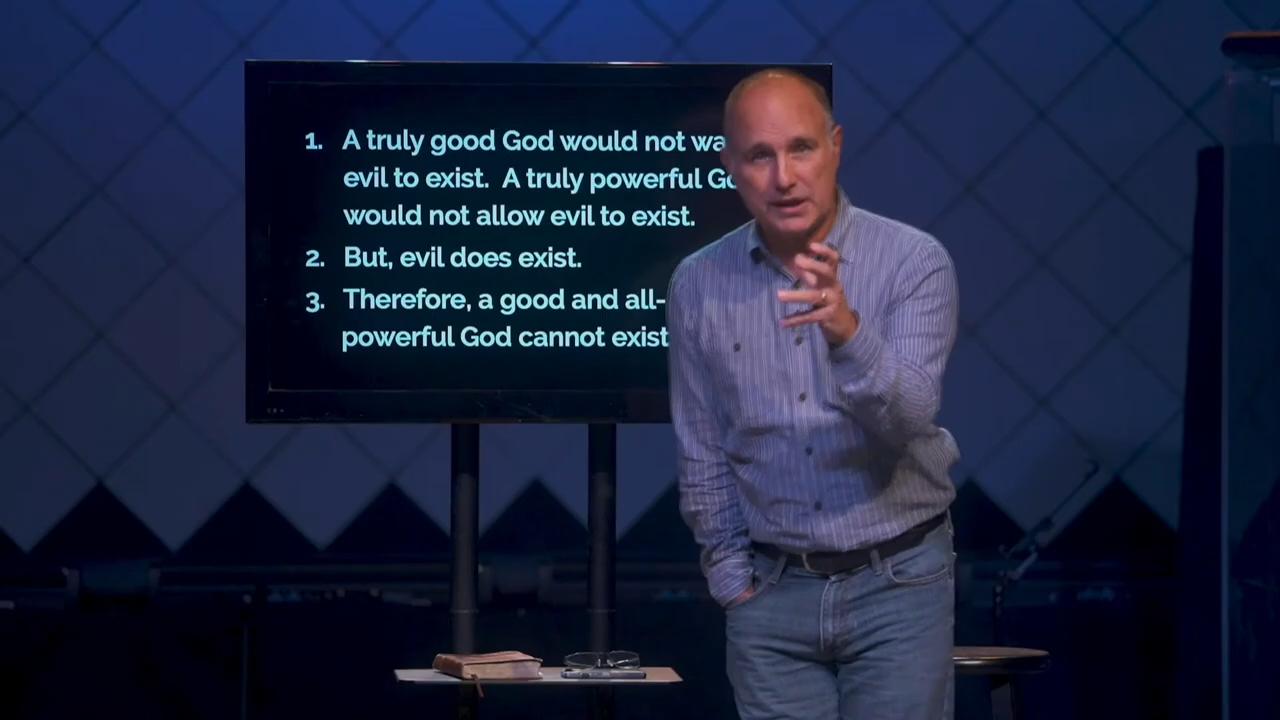 1. A truly good God would not
evil to exist. A truly powerful
would not allow evil to exist.
2. But, evil does exist.
3. Therefore, a good and all-
powerful God cannot exist